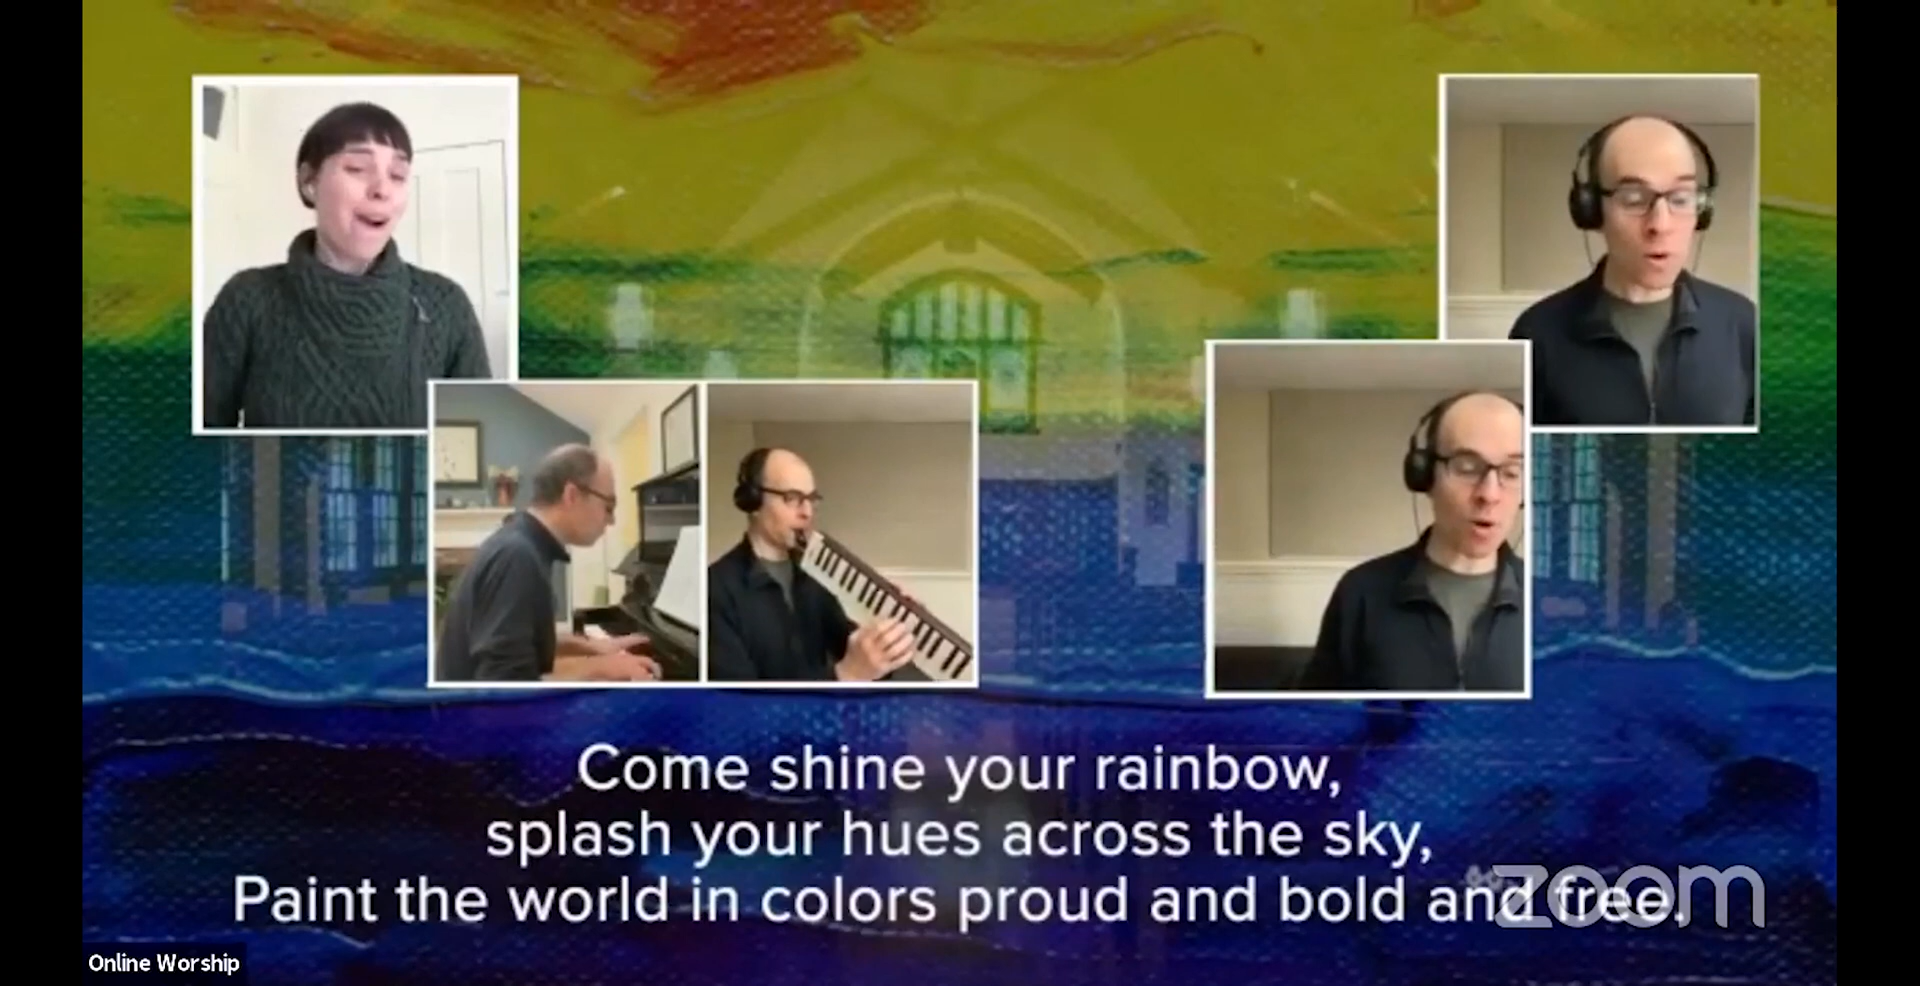 Come shine your rainbow,
splash your hues across the sky,
Paint the world in colors proud and bold and free.
zoom
Online Worship